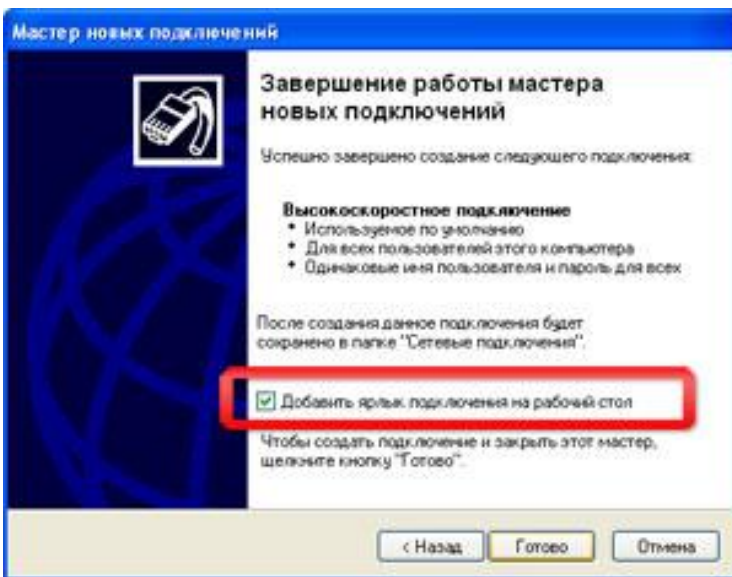 Мастер новых подключений
Завершение работы мастера
новых подключений
Успешно завершено создание следующего подключения:
Высокоскоростное подключение
* Используемое по умолчанию
* Для всех пользователей этого компьютера
* Одинаковые имя пользователя и пароль для всех
После создания данное подключения будет
сохранено в папке "Сетевые подключения".
Добавить ярлык подключения на рабочий стол
Чтобы создать подключение и закрыть этот мастер,
щелкните кнопку "Готово".
< Назад Готово Отмена